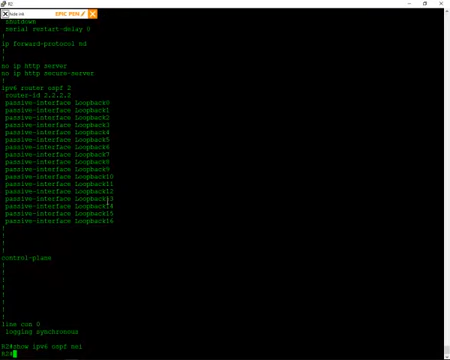 R2
hide ink EPIC PEN
shutdown
serial restart-delay 0
!
ip forward-protocol nd
!
!
no ip http server
no ip http secure-server
!
ipv6 router ospf 2
router-id 2.2.2.2
passive-interface Loopback0
passive-interface Loopback1
passive-interface Loopback2
passive-interface Loopback3
passive-interface Loopback4
passive-interface Loopback5
passive-interface Loopback6
passive-interface Loopback7
passive-interface Loopback8
passive-interface Loopback9
passive-interface Loopback10
passive-interface Loopback11
passive-interface Loopback12
passive-interface Loopback13
passive-interface Loopback14
passive-interface Loopback15
passive-interface Loopback16
!
!
!
!
control-plane
!
!
!
!
!
!
!
!
line con 0
logging synchronous
R2#show ipv6 ospf nei
R2#